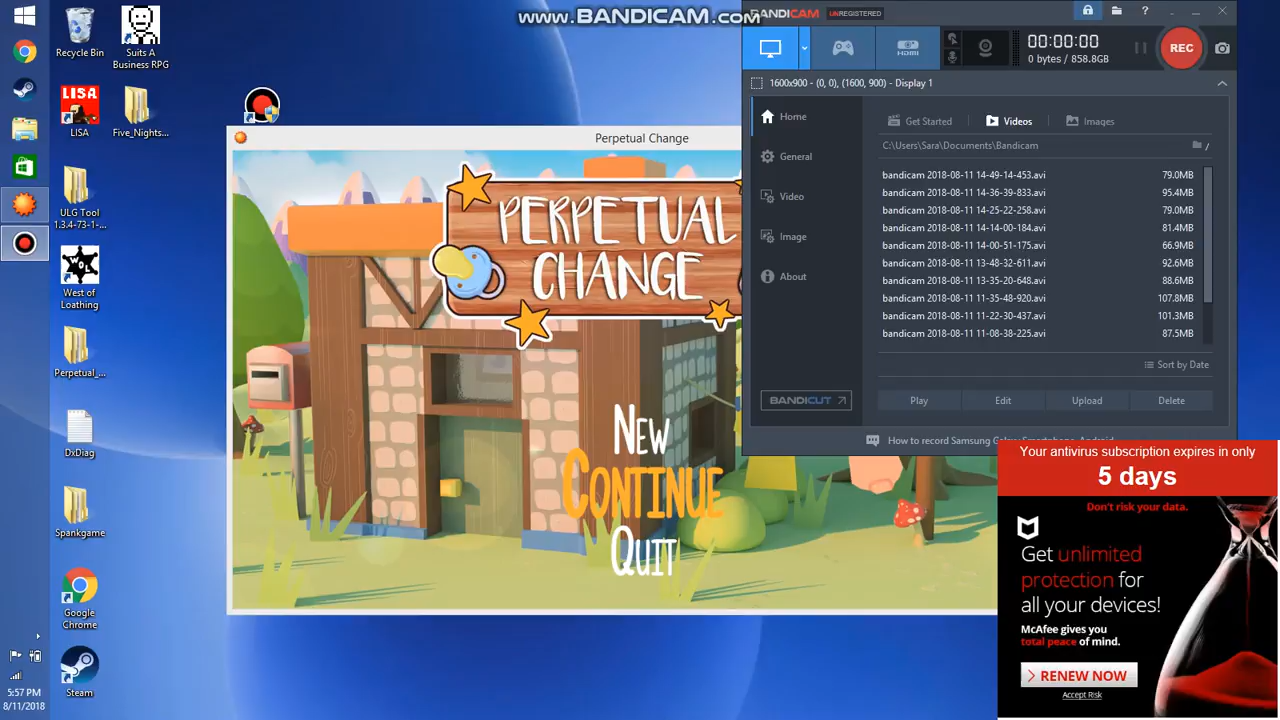 www.BANDICAM.com
BANDICAM UNREGISTERED
00:00:00
0 bytes / 858.8GB
HDMI
REC
1600x900 - (0, 0), (1600, 900) - Display 1
Home
General
Video
Image
About
BANDICUT
Get Started
Videos
Images
C:\Users\Sara\Documents\Bandicam
bandicam 2018-08-11 14-49-14-453.avi 79.0MB
bandicam 2018-08-11 14-36-39-833.avi 95.4MB
bandicam 2018-08-11 14-25-22-258.avi 79.0MB
bandicam 2018-08-11 14-14-00-184.avi 81.4MB
bandicam 2018-08-11 14-00-51-175.avi 66.9MB
bandicam 2018-08-11 13-48-32-611.avi 92.6MB
bandicam 2018-08-11 13-35-20-648.avi 88.6MB
bandicam 2018-08-11 11-35-48-920.avi 107.8MB
bandicam 2018-08-11 11-22-30-437.avi 101.3MB
bandicam 2018-08-11 11-08-38-225.avi 87.5MB
Sort by Date
Play
Edit
Upload
Delete
How to record Samsung
Recycle Bin
Suits A
Business RPG
LISA
LISA
Five_Nights...
ULG Tool
1.3.4-73-1-...
West of
Loathing
Perpetual_...
DxDiag
Spankgame
Google
Chrome
Steam
5:57 PM
8/11/2018
Perpetual Change
PERPETUAL
CHANGE
NEW
CONTINUE
QUIT
Your antivirus subscription expires in only
5 days
Don't risk your data.
Get unlimited
protection for
all your devices!
McAfee gives you
total peace of mind.
> RENEW NOW
Accept Risk